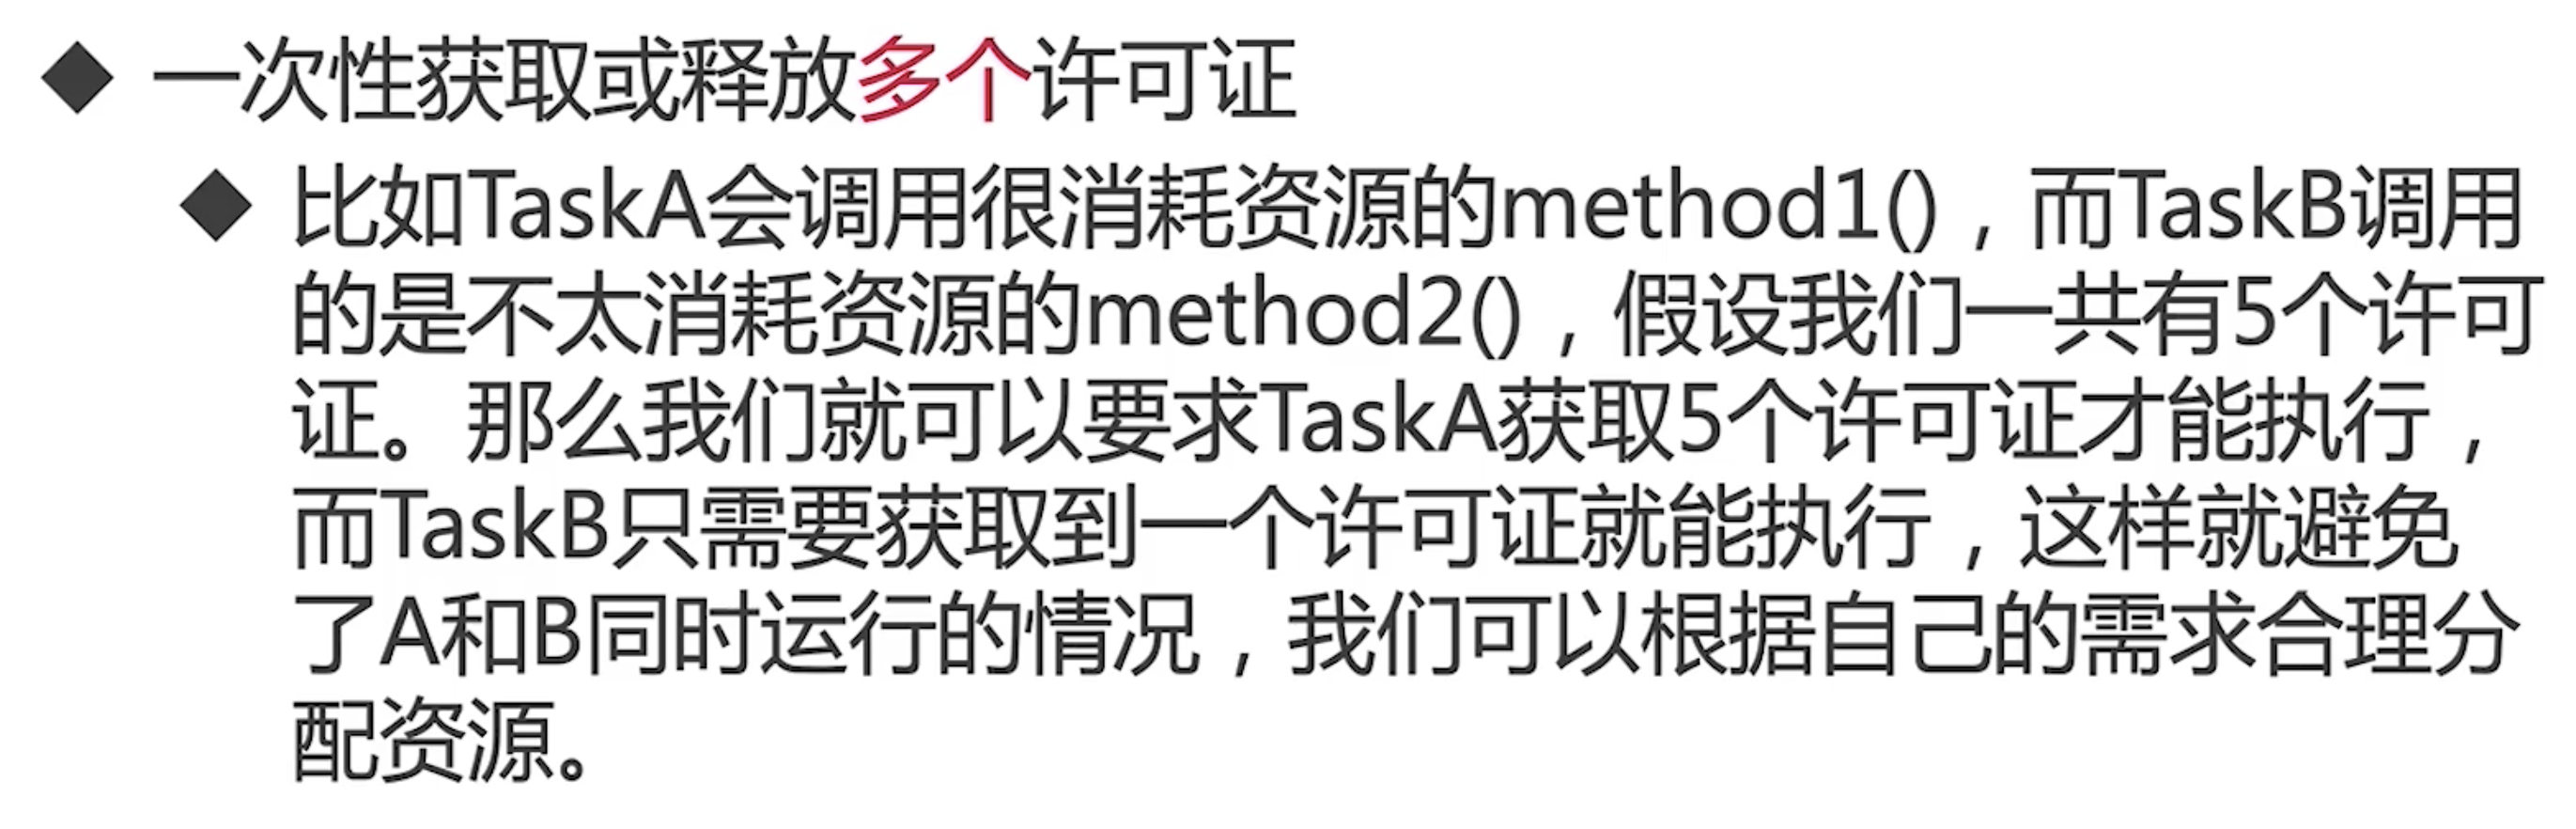 ◆ 一次性获取或释放多个许可证
◆ 比如TaskA会调用很消耗资源的method1()，而TaskB调用
的是不太消耗资源的method2()，假设我们一共有5个许可
证。那么我们就可以要求TaskA获取5个许可证才能执行，
而TaskB只需要获取到一个许可证就能执行，这样就避免
了A和B同时运行的情况，我们可以根据自己的需求合理分
配资源。